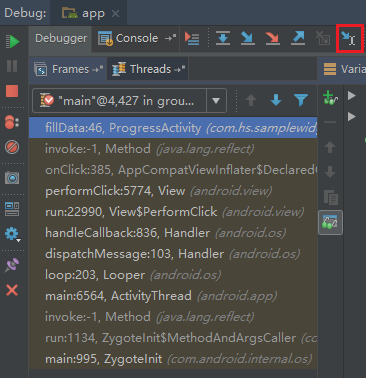 Debug: app
Debugger Console
Frames Threads Varia
"main"@4,427 in grou...
fillData:46, ProgressActivity (com.hs.samplewid
invoke:-1, Method (java.lang.reflect)
onClick:385, AppCompatViewInflater$DeclaredO
performClick:5774, View (android.view)
run:22990, View$PerformClick (android.view)
handleCallback:836, Handler (android.os)
dispatchMessage:103, Handler (android.os)
loop:203, Looper (android.os)
main:6564, ActivityThread (android.app)
invoke:-1, Method (java.lang.reflect)
run:1134, ZygoteInit$MethodAndArgsCaller (co
main:995, ZygoteInit (com.android.internal.os)